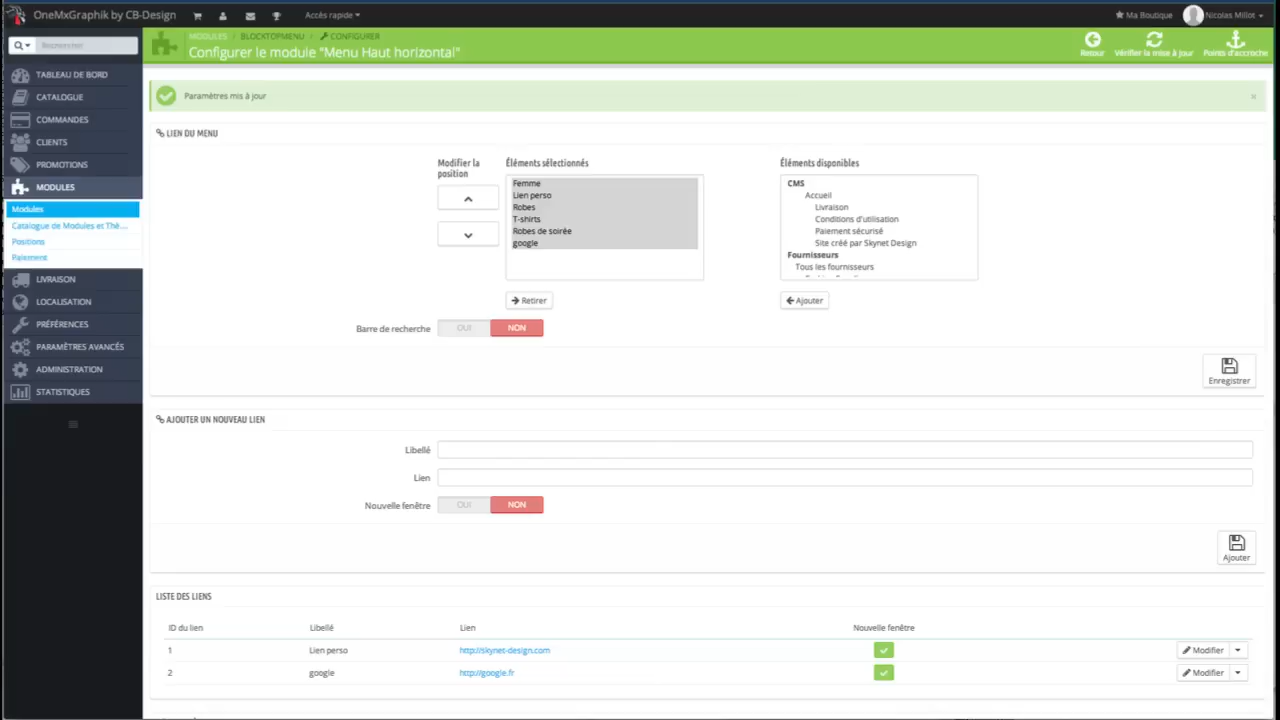 OneMxGraphik by CB-Design
Accès rapide
Ma Boutique
Nicolas Millot
Rechercher
MODULES / BLOCKTOPMENU / CONFIGURER
Configurer le module "Menu Haut horizontal"
Retour
Vérifier la mise à jour
Points d'accroche
TABLEAU DE BORD
CATALOGUE
COMMANDES
CLIENTS
PROMOTIONS
MODULES
Modules
Catalogue de Modules et Thè...
Positions
Paiement
LIVRAISON
LOCALISATION
PRÉFÉRENCES
PARAMÈTRES AVANCÉS
ADMINISTRATION
STATISTIQUES
Paramètres mis à jour
×
LIEN DU MENU
Modifier la
position
Éléments sélectionnés
Femme
Lien perso
Robes
T-shirts
Robes de soirée
google
Retirer
Éléments disponibles
CMS
Accueil
Livraison
Conditions d'utilisation
Paiement sécurisé
Site créé par Skynet Design
Fournisseurs
Tous les fournisseurs
Ajouter
Barre de recherche
OUI
NON
Enregistrer
AJOUTER UN NOUVEAU LIEN
Libellé
Lien
Nouvelle fenêtre
OUI
NON
Ajouter
LISTE DES LIENS
ID du lien Libellé Lien Nouvelle fenêtre
1 Lien perso http://skynet-design.com Modifier
2 google http://google.fr Modifier